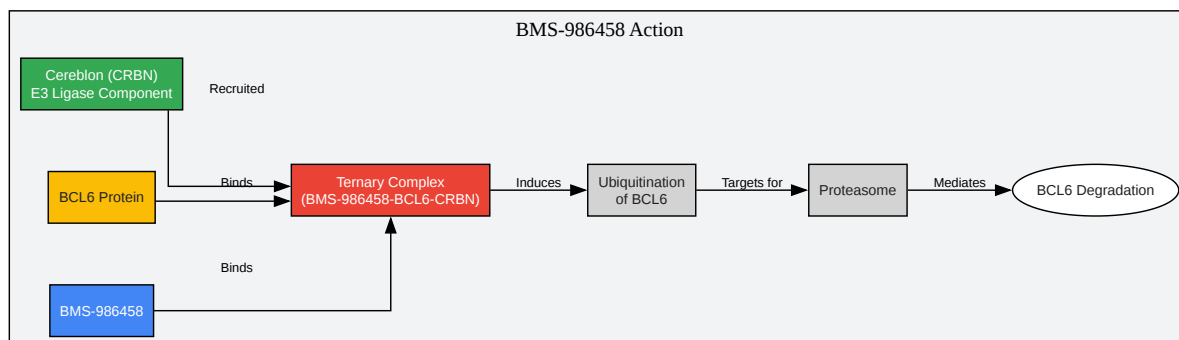 BMS-986458 Action
Cereblon (CRBN)
E3 Ligase Component
Recruited
BCL6 Protein
Binds
Ternary Complex
(BMS-986458-BCL6-CRBN)
Induces
Ubiquitination
of BCL6
Targets for
Proteasome
Mediates
BCL6 Degradation
Binds
BMS-986458